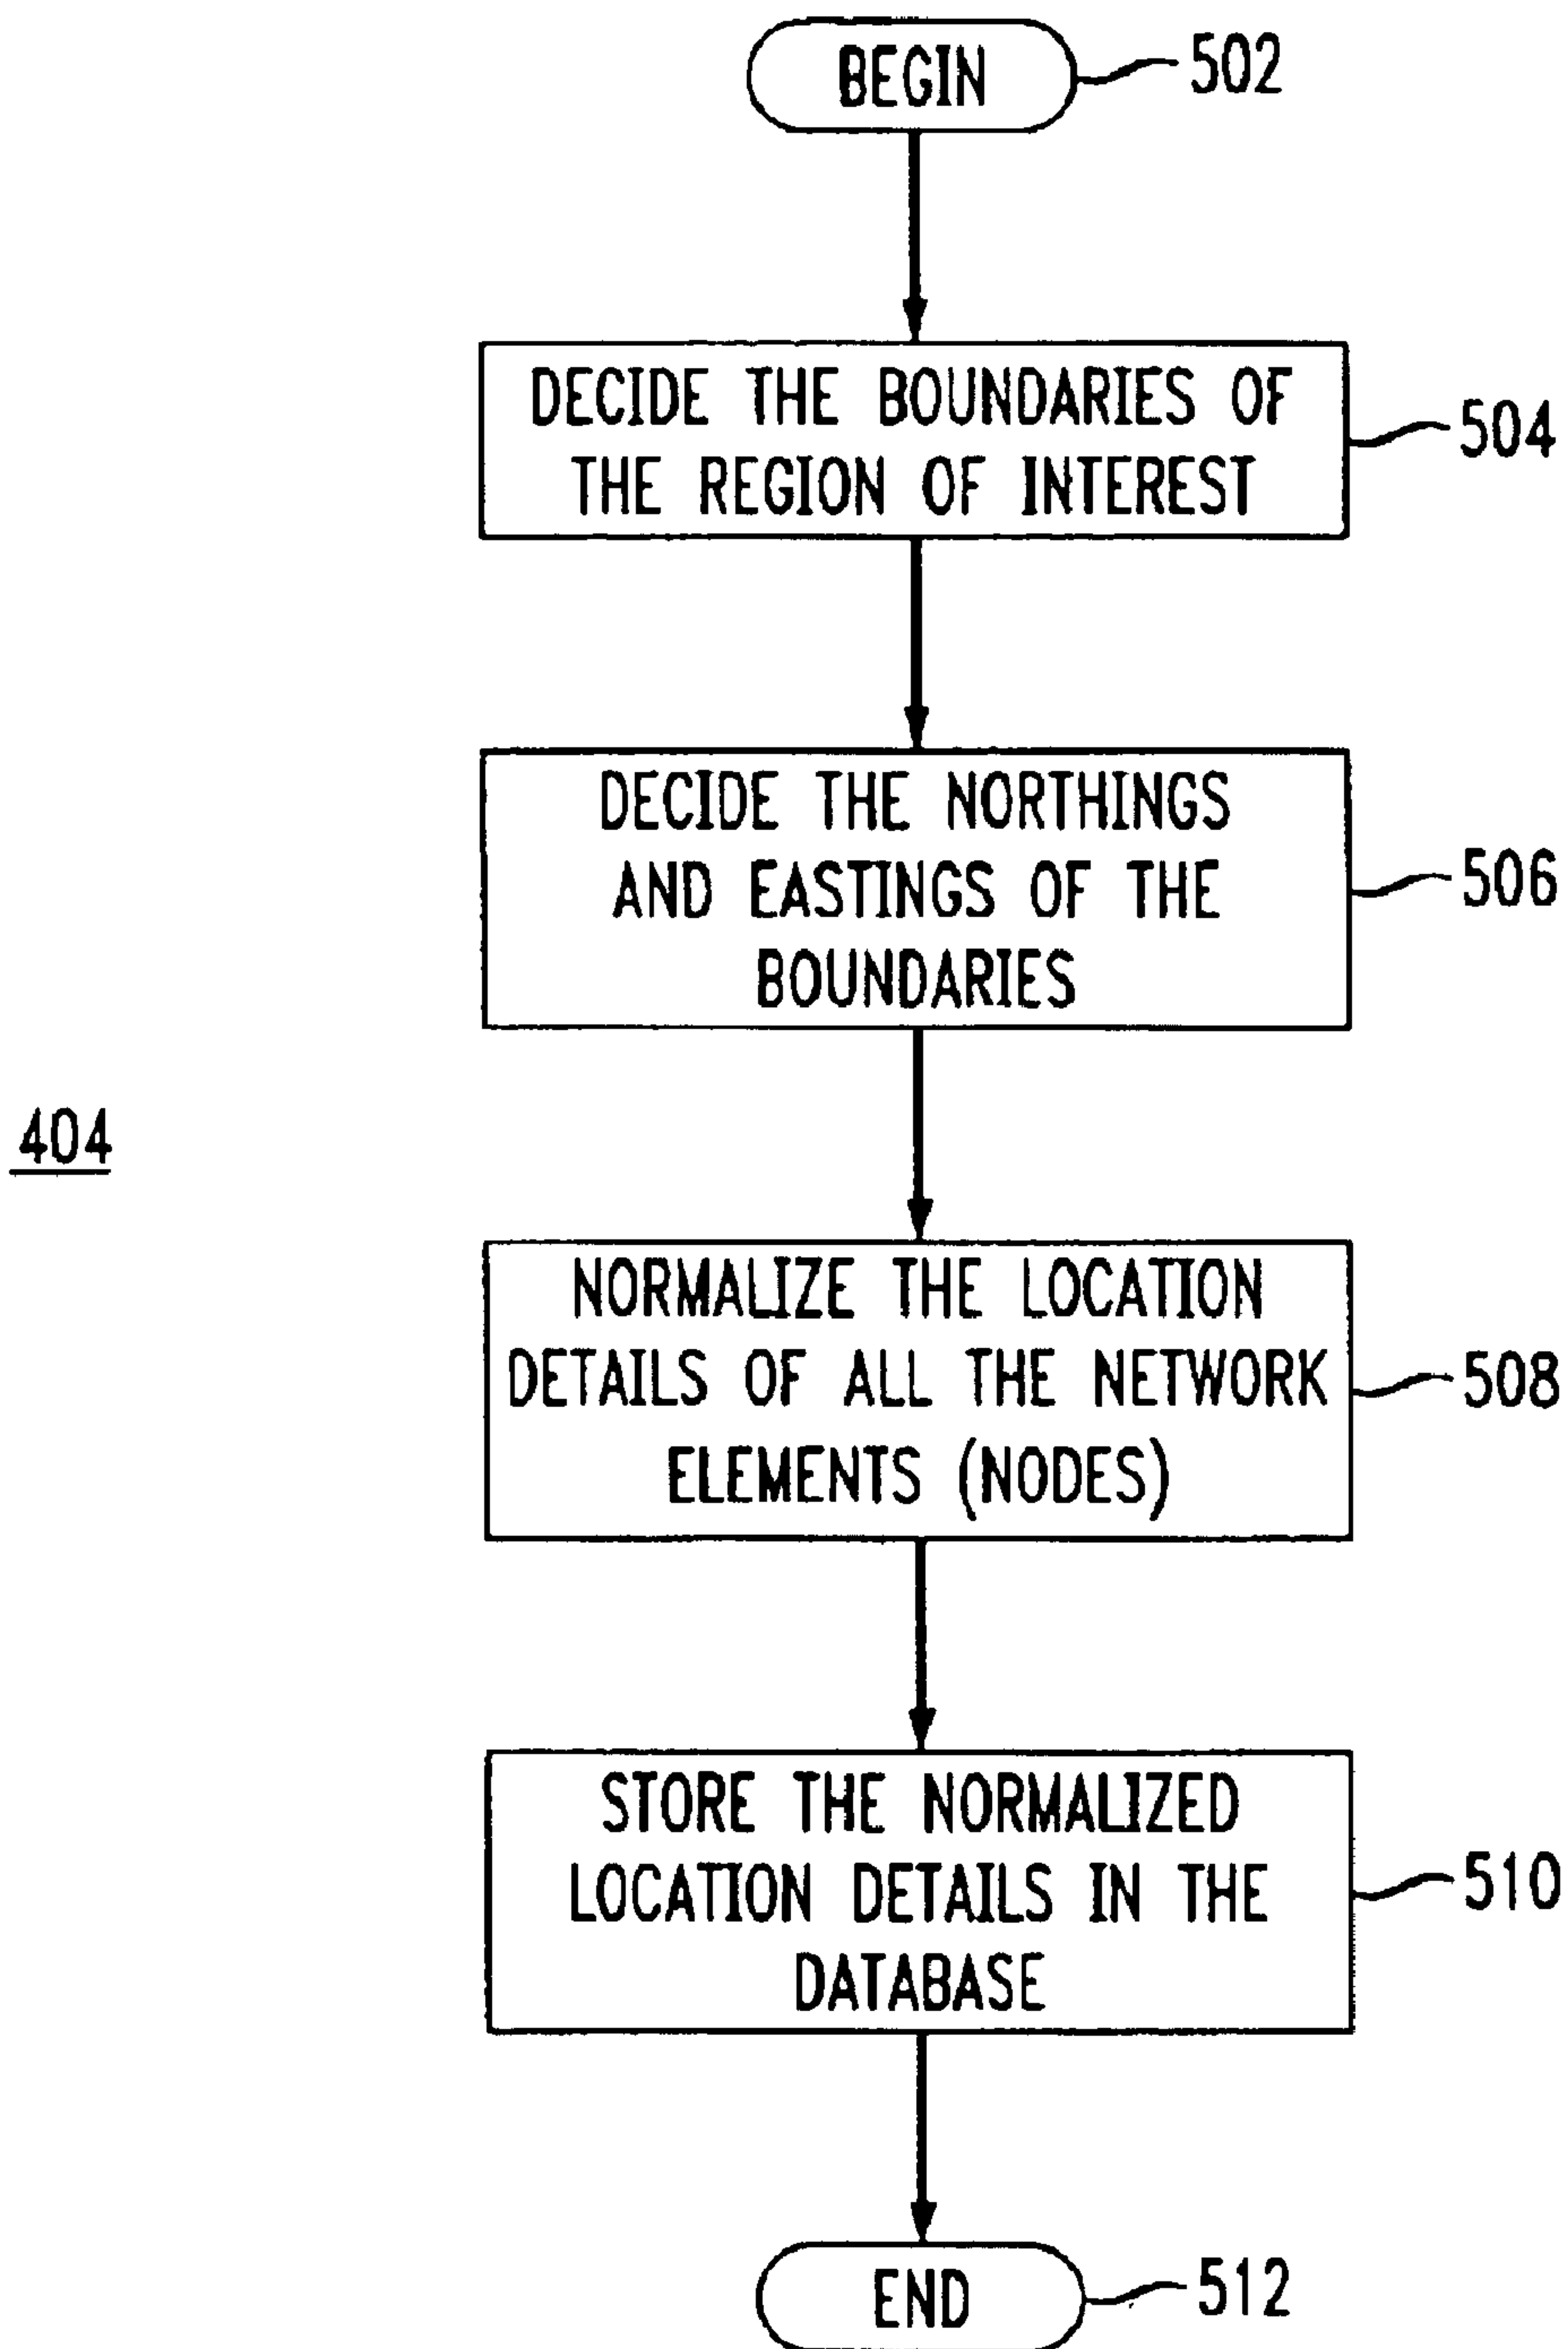 BEGIN
502
DECIDE THE BOUNDARIES OF
THE REGION OF INTEREST
504
DECIDE THE NORTHINGS
AND EASTINGS OF THE
BOUNDARIES
506
404
NORMALIZE THE LOCATION
DETAILS OF ALL THE NETWORK
ELEMENTS (NODES)
508
STORE THE NORMALIZED
LOCATION DETAILS IN THE
DATABASE
510
END
512